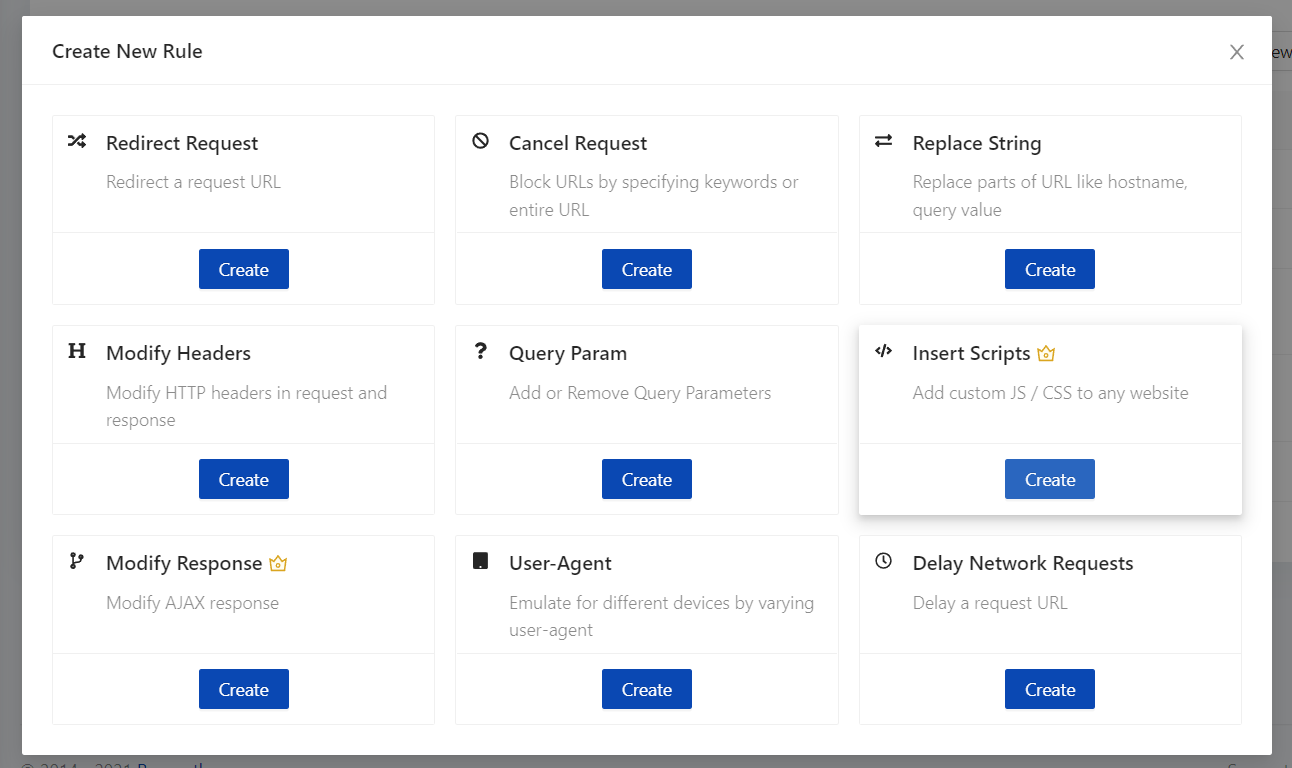 Create New Rule
Redirect Request
Redirect a request URL
Create
Cancel Request
Block URLs by specifying keywords or
entire URL
Create
Replace String
Replace parts of URL like hostname,
query value
Create
Modify Headers
Modify HTTP headers in request and
response
Create
Query Param
Add or Remove Query Parameters
Create
Insert Scripts
Add custom JS / CSS to any website
Create
Modify Response
Modify AJAX response
Create
User-Agent
Emulate for different devices by varying
user-agent
Create
Delay Network Requests
Delay a request URL
Create